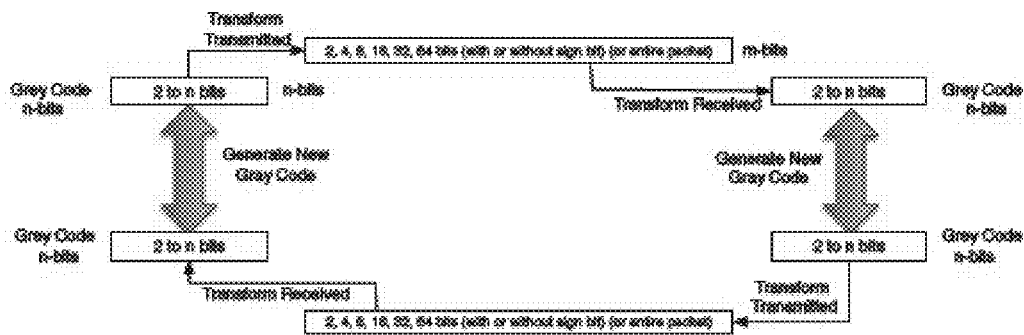 Transform
Transmitted
2, 4, 8, 16, 32, 64 bits (with or without sign bit) (or entire packet)
m-bits
Grey Code
n-bits
2 to n bits
n-bits
Transform Received
2 to n bits
Grey Code
n-bits
Generate New
Gray Code
Generate New
Gray Code
Grey Code
n-bits
2 to n bits
2 to n bits
Grey Code
n-bits
Transform Received
Transform
Transmitted
2, 4, 8, 16, 32, 64 bits (with or without sign bit) (or entire packet)